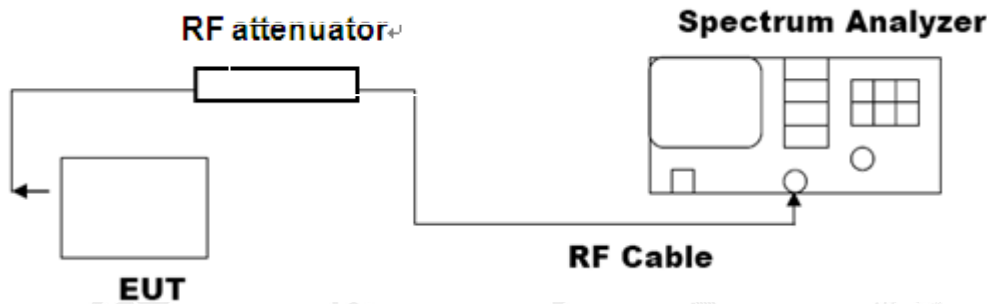 RF attenuator↵
Spectrum Analyzer
RF Cable
EUT